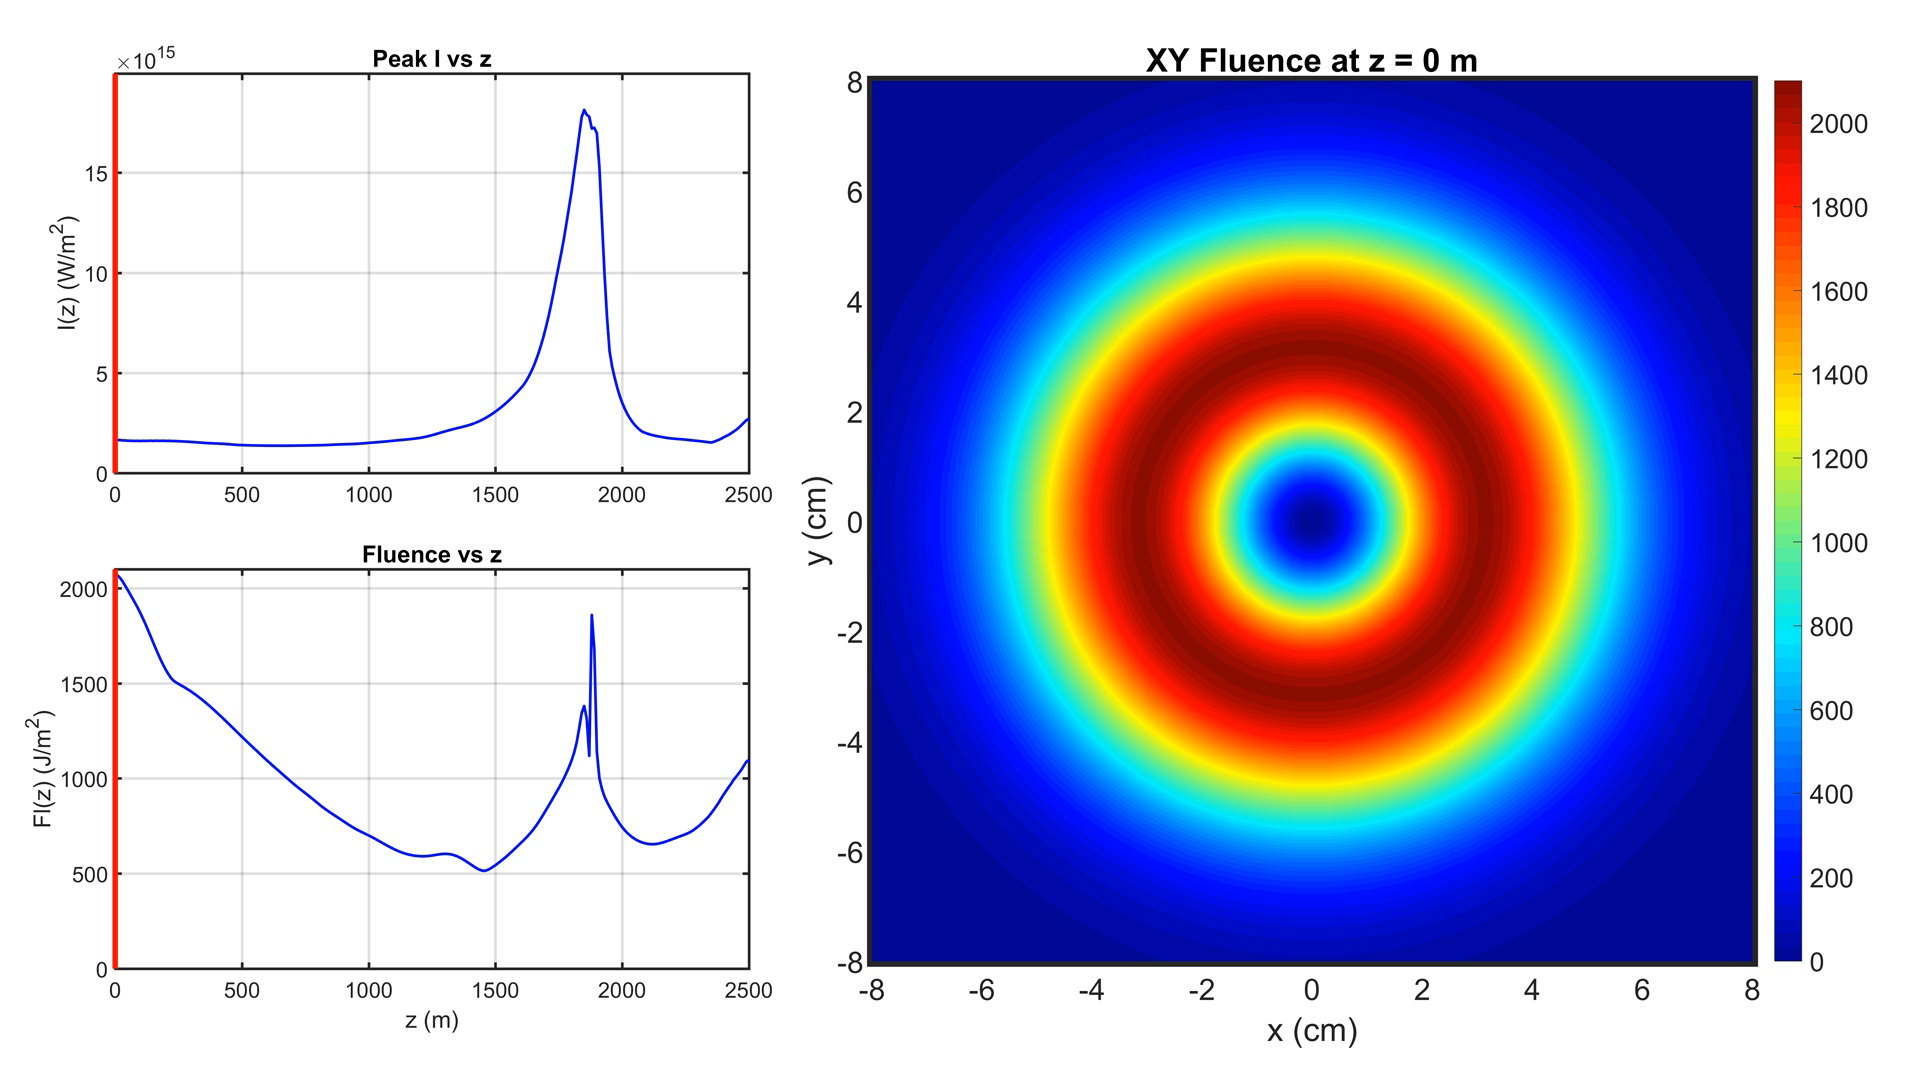 Peak I vs z
×10^15
I(z) (W/m^2)
15
10
5
0
0 500 1000 1500 2000 2500
Fluence vs z
Fl(z) (J/m^2)
2000
1500
1000
500
0
0 500 1000 1500 2000 2500
z (m)
XY Fluence at z = 0 m
y (cm)
8
6
4
2
0
-2
-4
-6
-8
-8 -6 -4 -2 0 2 4 6 8
x (cm)
2000
1800
1600
1400
1200
1000
800
600
400
200
0